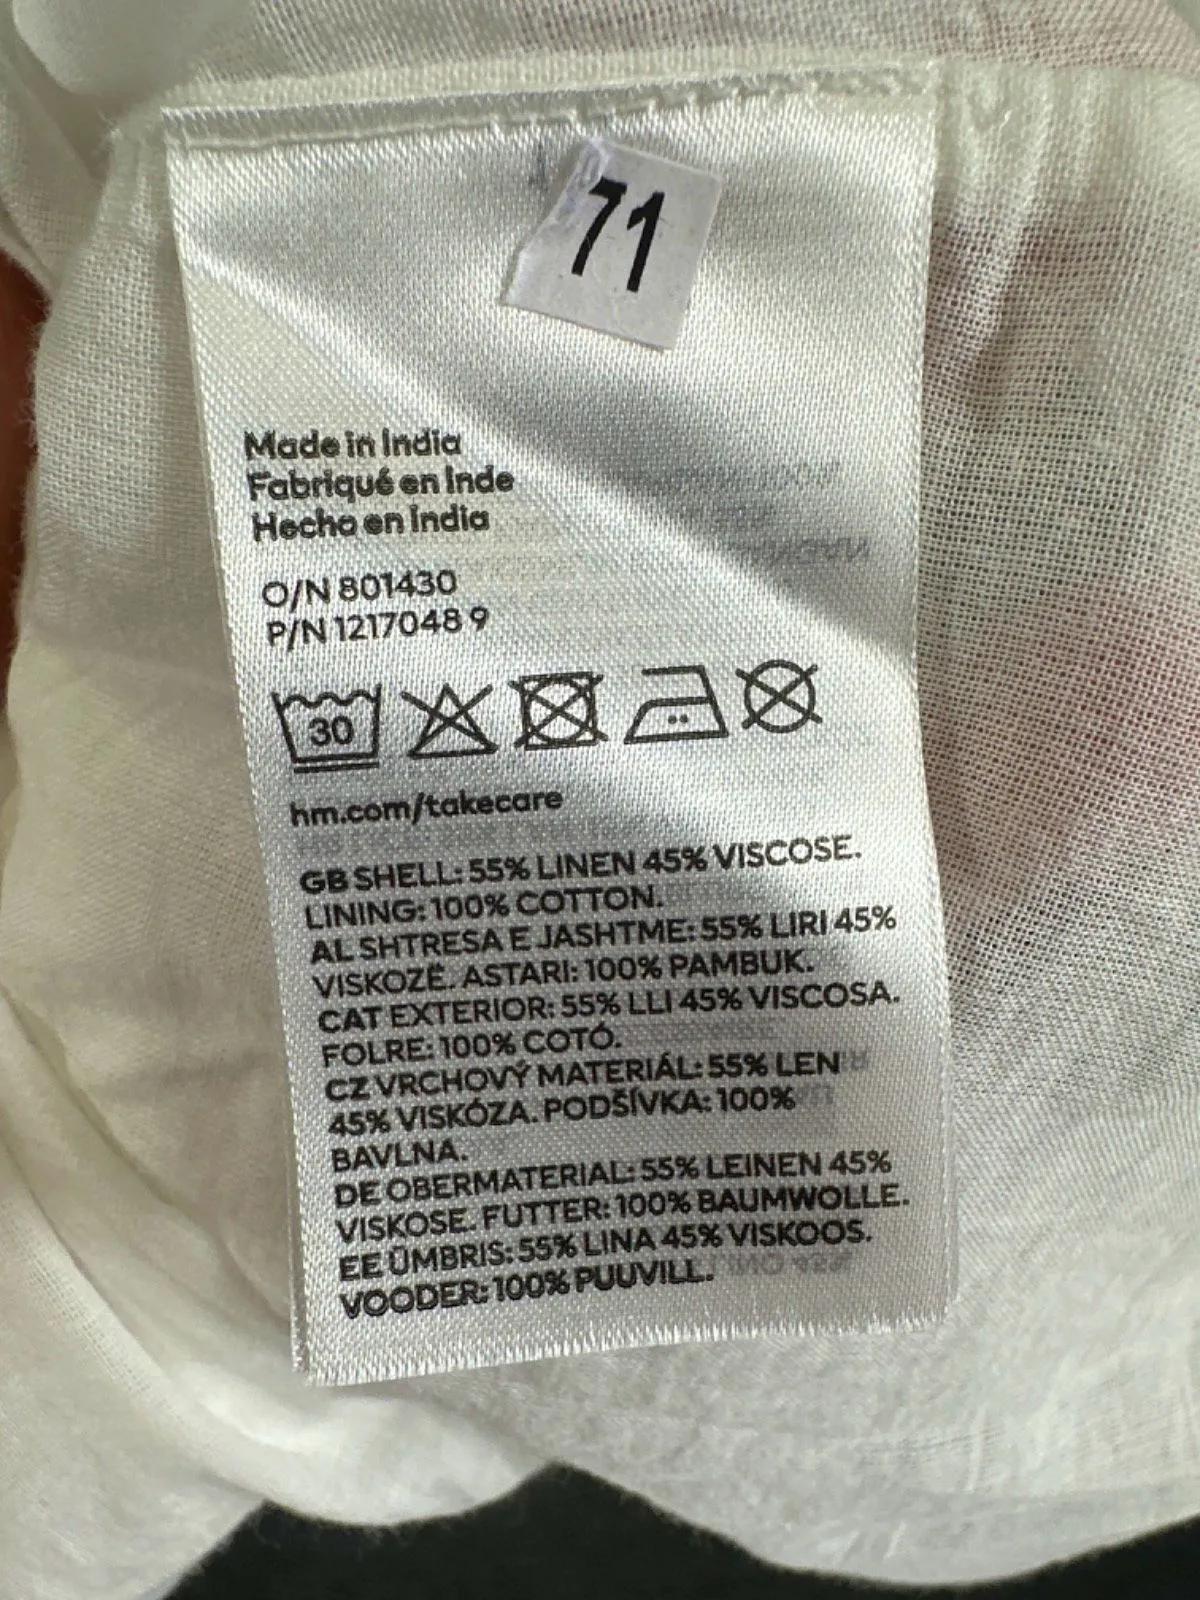 71
Made in India
Fabriqué en Inde
Hecho en India
O/N 801430
P/N 1217048 9
30
hm.com/takecare
GB SHELL: 55% LINEN 45% VISCOSE.
LINING: 100% COTTON.
AL SHTRESA E JASHTME: 55% LIRI 45%
VISKOZË. ASTARI: 100% PAMBUK.
CAT EXTERIOR: 55% LLI 45% VISCOSA.
FOLRE: 100% COTÓ.
CZ VRCHOVÝ MATERIÁL: 55% LEN
45% VISKÓZA. PODŠÍVKA: 100%
BAVLNA.
DE OBERMATERIAL: 55% LEINEN 45%
VISKOSE. FUTTER: 100% BAUMWOLLE.
EE ÜMBRIS: 55% LINA 45% VISKOOS.
VOODER: 100% PUUVILL.